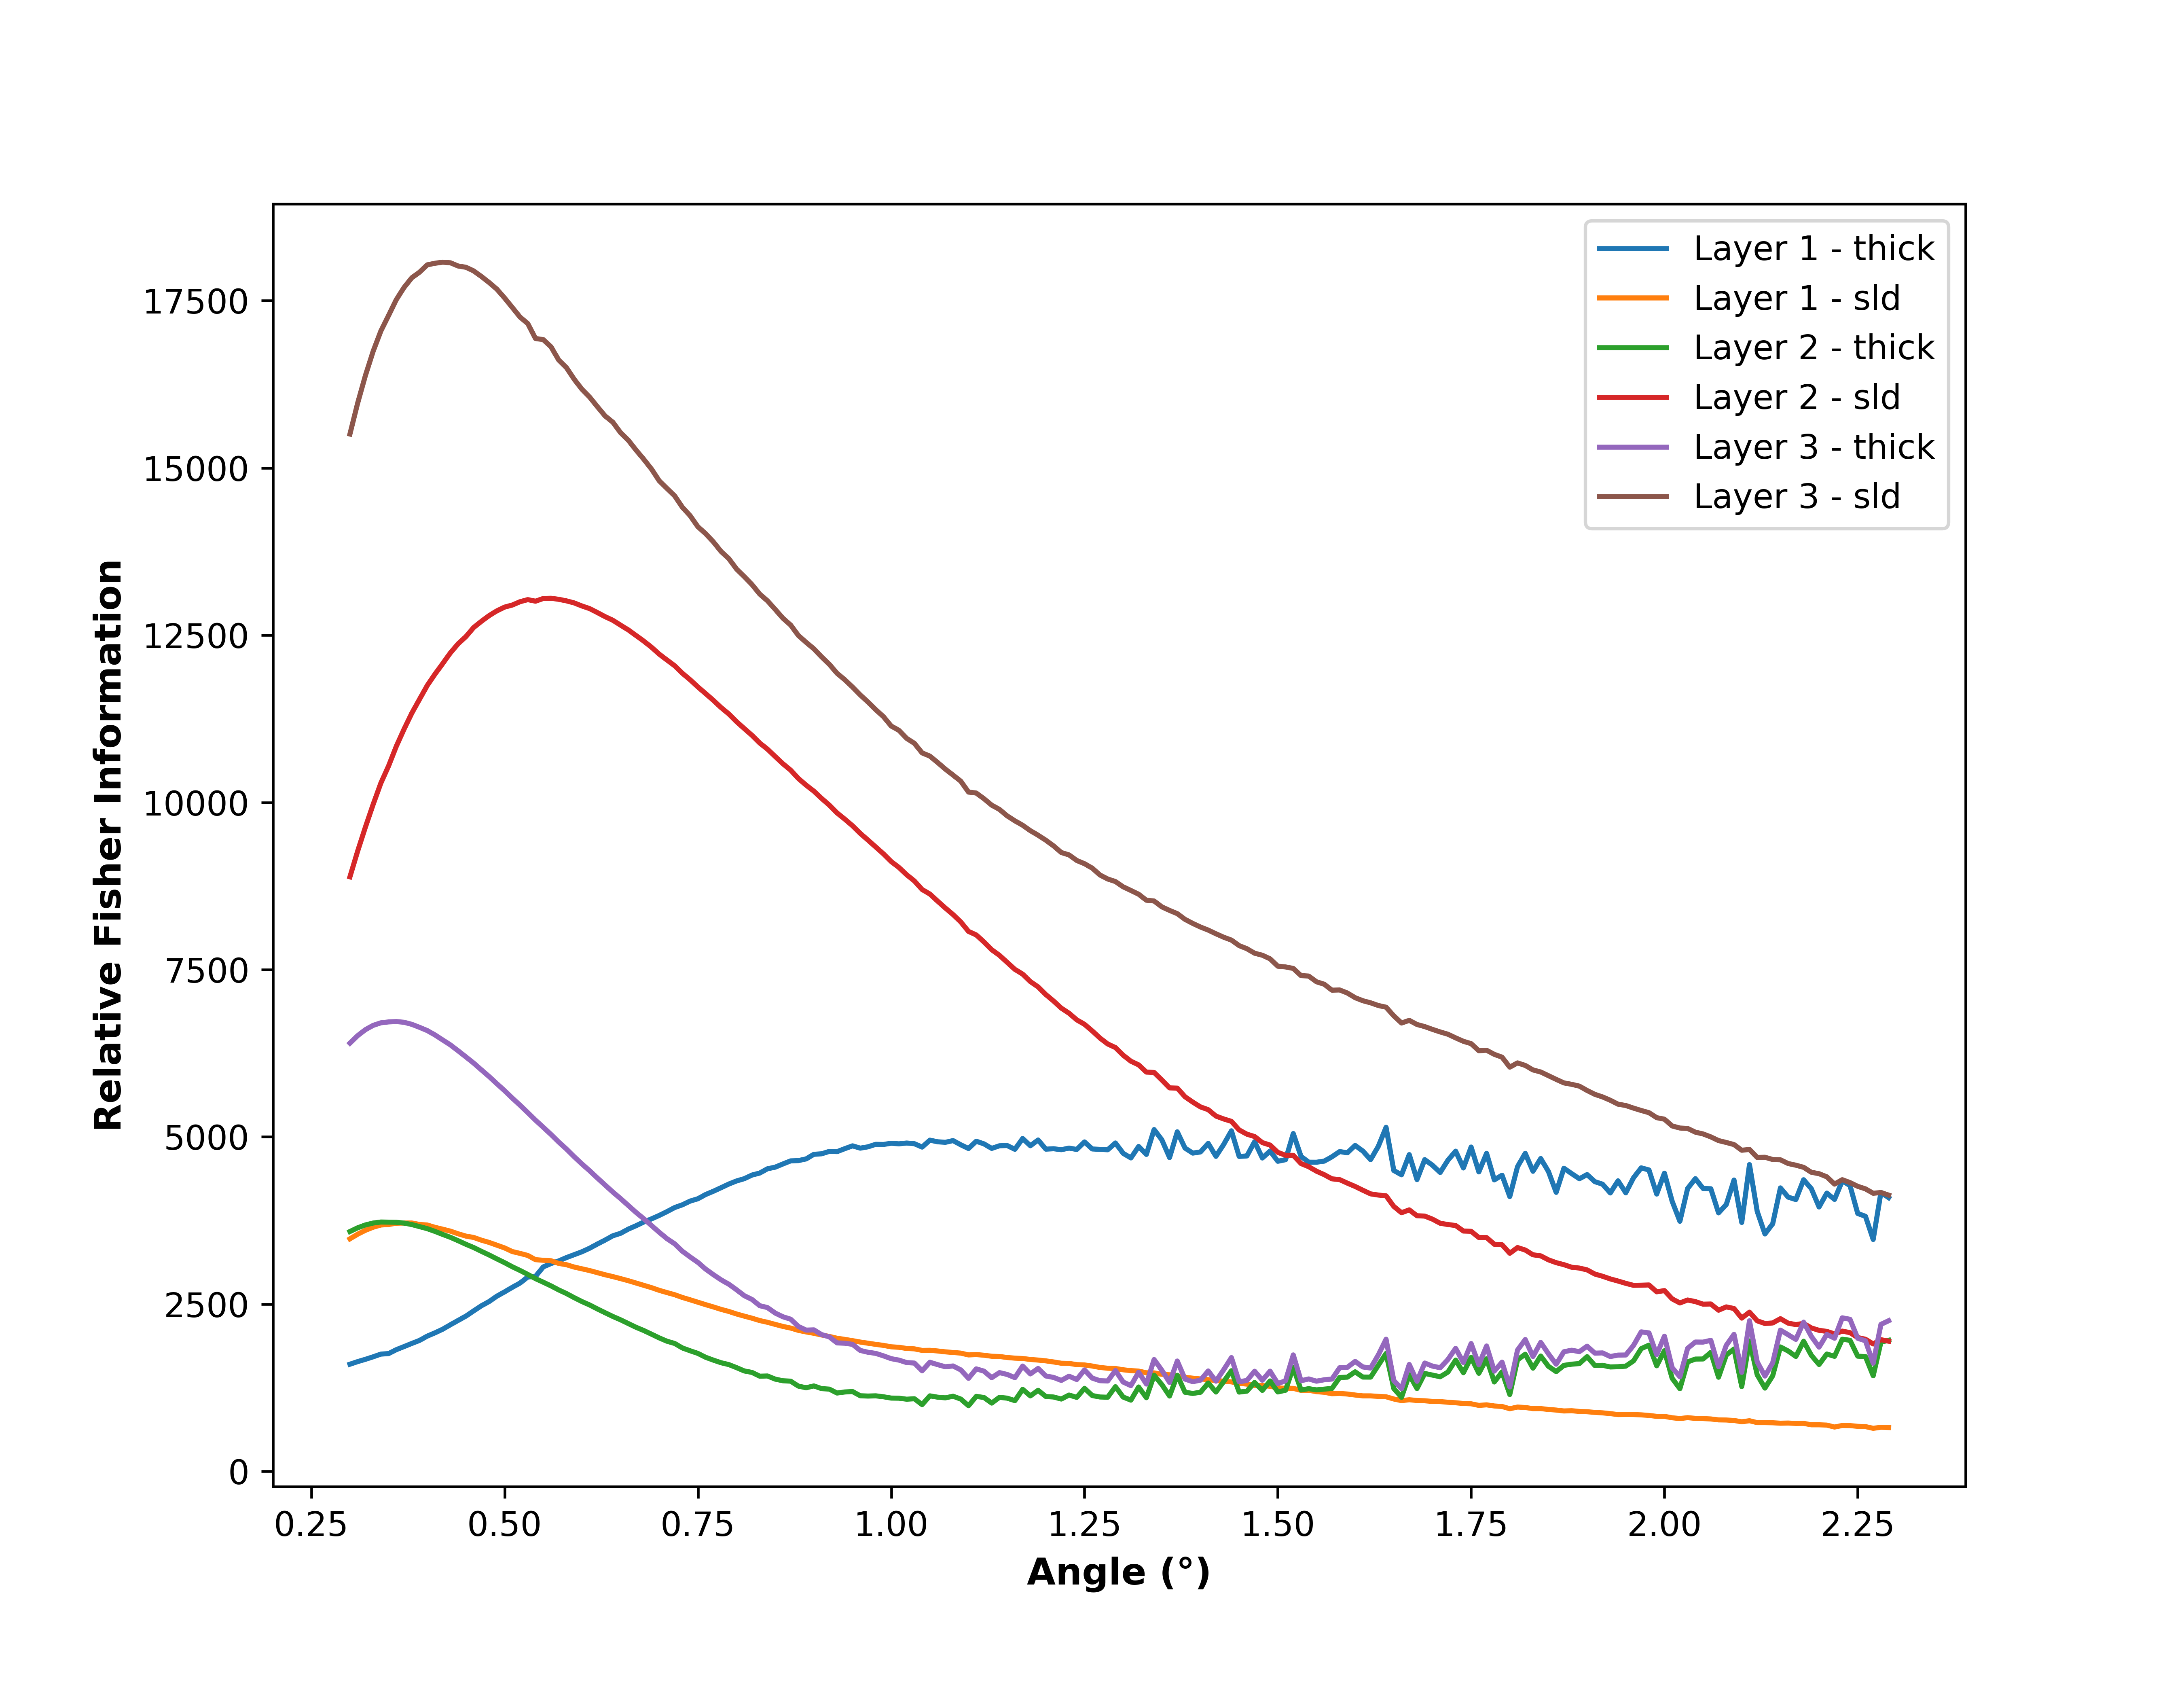 Relative Fisher Information
17500
15000
12500
10000
7500
5000
2500
0
Layer 1 - thick
Layer 1 - sld
Layer 2 - thick
Layer 2 - sld
Layer 3 - thick
Layer 3 - sld
0.25 0.50 0.75 1.00 1.25 1.50 1.75 2.00 2.25
Angle (°)